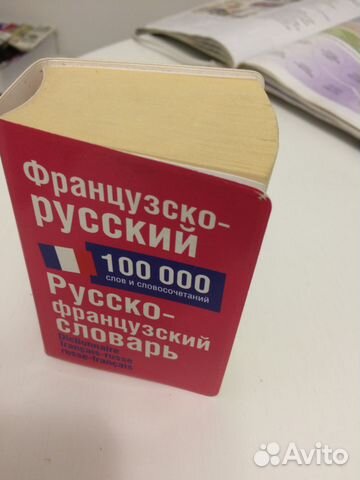 Французско-
русский
100 000
слов и словосочетаний
Русско-
французский
словарь
Dictionnaire
français-russe
russe-français
Avito